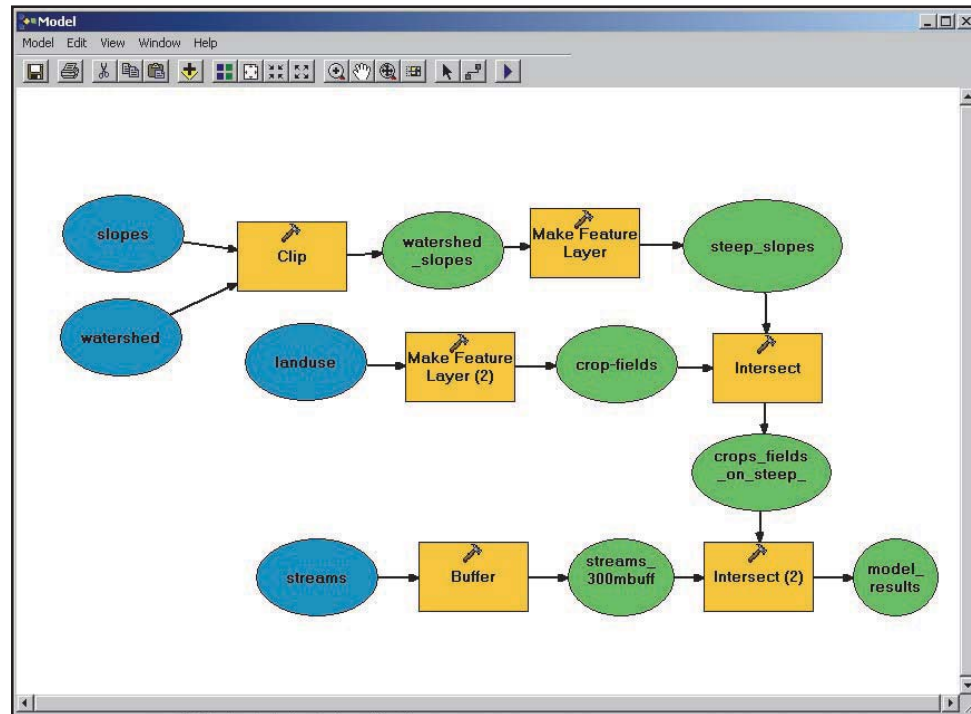 Model
Model Edit View Window Help
slopes
watershed
Clip
watershed
_slopes
Make Feature
Layer
steep_slopes
landuse
Make Feature
Layer (2)
crop-fields
Intersect
crops_fields
_on_steep_
streams
Buffer
streams_
300mbuff
Intersect (2)
model_
results